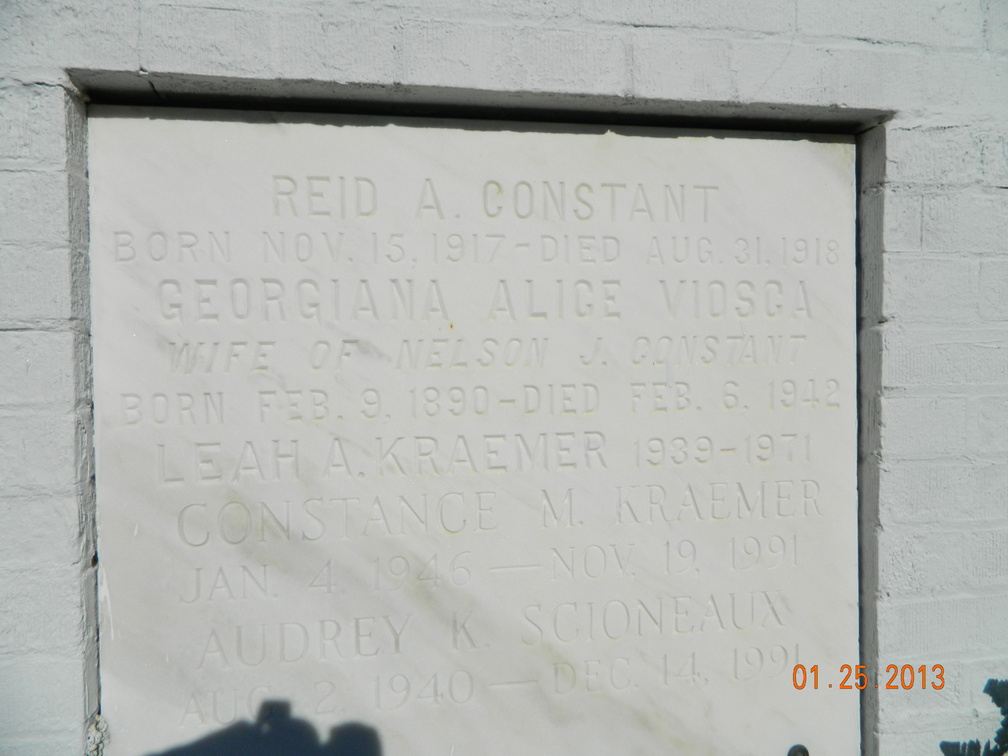 REID A. CONSTANT
BORN NOV. 15, 1917-DIED AUG. 31, 1918
GEORGIANA ALICE VIOSCA
WIFE OF NELSON J. CONSTANT
BORN FEB. 9, 1890-DIED FEB. 6, 1942
LEAH A. KRAEMER 1939-1971
CONSTANCE M. KRAEMER
JAN. 4, 1946 — NOV. 19, 1991
AUDREY K. SCIONEAUX
AUG. 2, 1940 — DEC. 14, 1991
01.25.2013